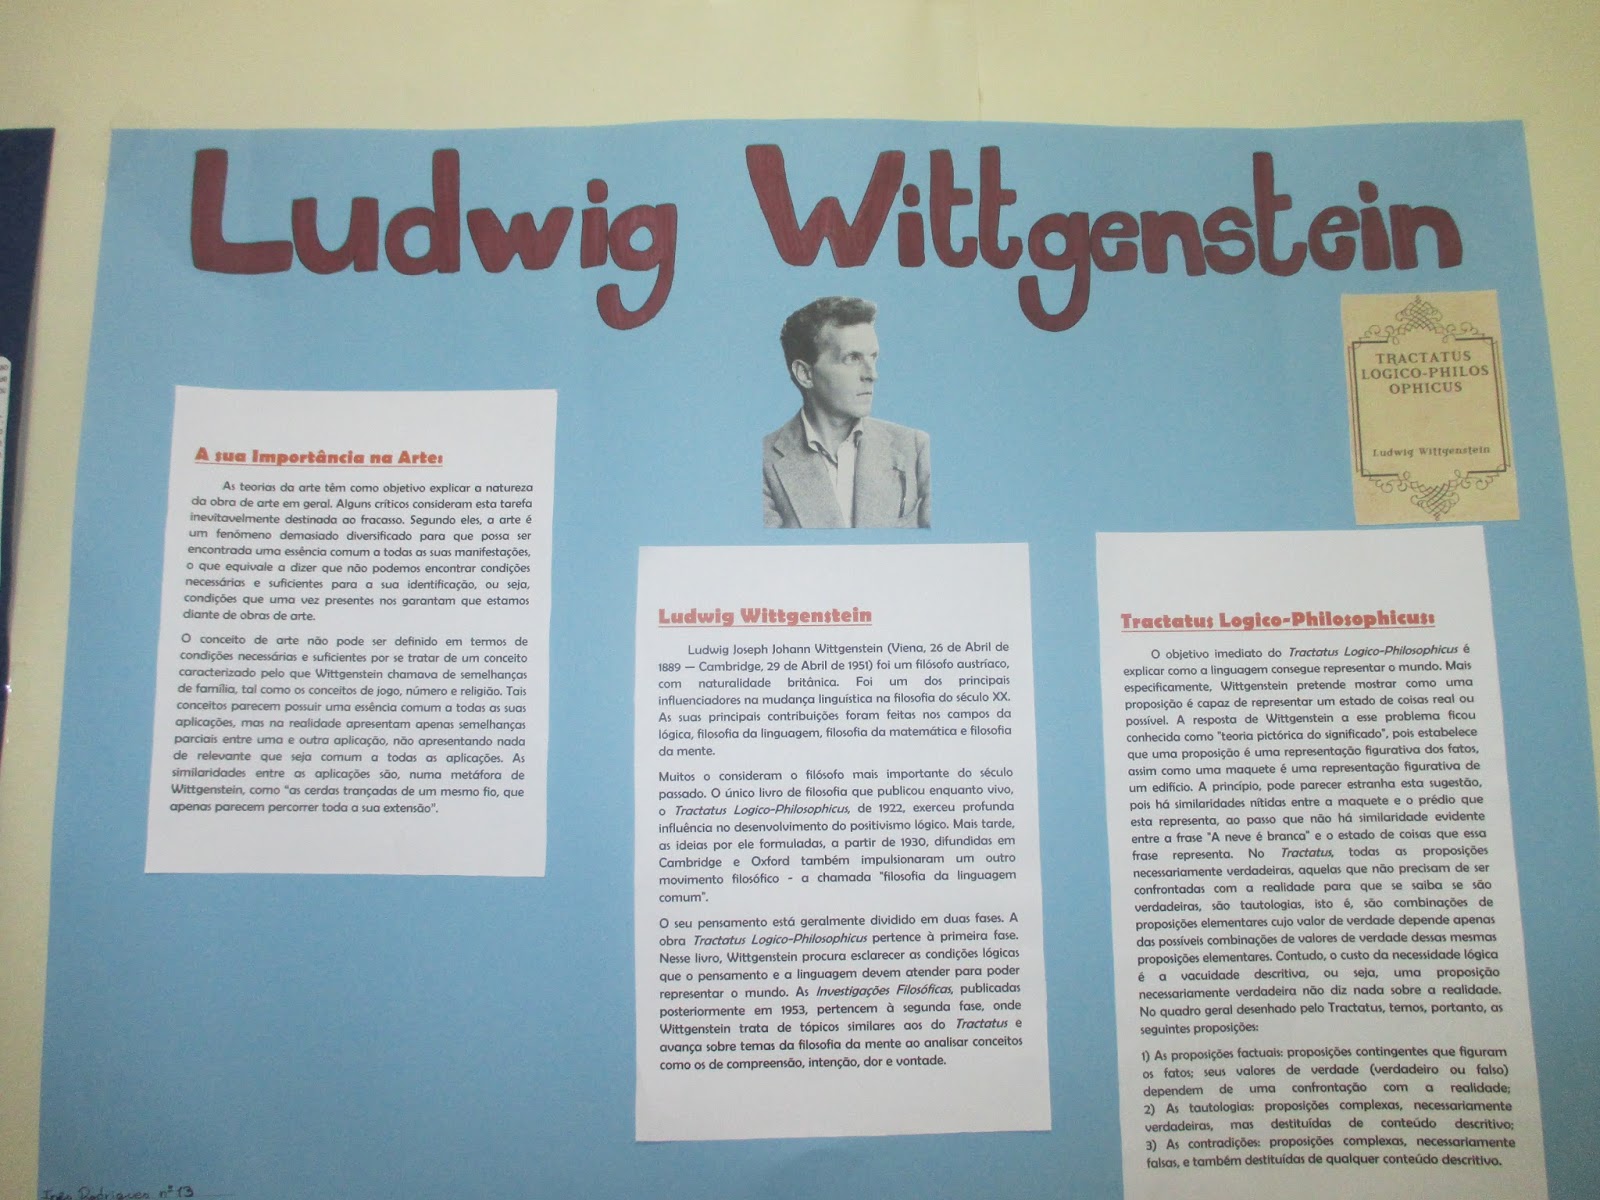 Ludwig Wittgenstein
TRACTATUS
LOGICO-PHILOS
OPHICUS
Ludwig Wittgenstein
A sua Importância na Arte:
As teorias da arte têm como objetivo explicar a natureza
da obra de arte em geral. Alguns críticos consideram esta tarefa
inevitavelmente destinada ao fracasso. Segundo eles, a arte é
um fenómeno demasiado diversificado para que possa ser
encontrada uma essência comum a todas as suas manifestações,
o que equivale a dizer que não podemos encontrar condições
necessárias e suficientes para a sua identificação, ou seja,
condições que uma vez presentes nos garantam que estamos
diante de obras de arte.
O conceito de arte não pode ser definido em termos de
condições necessárias e suficientes por se tratar de um conceito
caracterizado pelo que Wittgenstein chamava de semelhanças
de família, tal como os conceitos de jogo, número e religião. Tais
conceitos parecem possuir uma essência comum a todas as suas
aplicações, mas na realidade apresentam apenas semelhanças
parciais entre uma e outra aplicação, não apresentando nada
de relevante que seja comum a todas as aplicações. As
similaridades entre as aplicações são, numa metáfora de
Wittgenstein, como "as cerdas trançadas de um mesmo fio, que
apenas parecem percorrer toda a sua extensão".
Ludwig Wittgenstein
Ludwig Joseph Johann Wittgenstein (Viena, 26 de Abril de
1889 — Cambridge, 29 de Abril de 1951) foi um filósofo austríaco,
com naturalidade britânica. Foi um dos principais
influenciadores na mudança linguística na filosofia do século XX.
As suas principais contribuições foram feitas nos campos da
lógica, filosofia da linguagem, filosofia da matemática e filosofia
da mente.
Muitos o consideram o filósofo mais importante do século
passado. O único livro de filosofia que publicou enquanto vivo,
o Tractatus Logico-Philosophicus, de 1922, exerceu profunda
influência no desenvolvimento do positivismo lógico. Mais tarde,
as ideias por ele formuladas, a partir de 1930, difundidas em
Cambridge e Oxford também impulsionaram um outro
movimento filosófico - a chamada "filosofia da linguagem
comum".
O seu pensamento está geralmente dividido em duas fases. A
obra Tractatus Logico-Philosophicus pertence à primeira fase.
Nesse livro, Wittgenstein procura esclarecer as condições lógicas
que o pensamento e a linguagem devem atender para poder
representar o mundo. As Investigações Filosóficas, publicadas
posteriormente em 1953, pertencem à segunda fase, onde
Wittgenstein trata de tópicos similares aos do Tractatus e
avança sobre temas da filosofia da mente ao analisar conceitos
como os de compreensão, intenção, dor e vontade.
Tractatus Logico-Philosophicus:
O objetivo imediato do Tractatus Logico-Philosophicus é
explicar como a linguagem consegue representar o mundo. Mais
especificamente, Wittgenstein pretende mostrar como uma
proposição é capaz de representar um estado de coisas real ou
possível. A resposta de Wittgenstein a esse problema ficou
conhecida como "teoria pictórica do significado", pois estabelece
que uma proposição é uma representação figurativa dos fatos,
assim como uma maquete é uma representação figurativa de
um edifício. A princípio, pode parecer estranha esta sugestão,
pois há similaridades nítidas entre a maquete e o prédio que
esta representa, ao passo que não há similaridade evidente
entre a frase "A neve é branca" e o estado de coisas que essa
frase representa. No Tractatus, todas as proposições
necessariamente verdadeiras, aquelas que não precisam de ser
confrontadas com a realidade para que se saiba se são
verdadeiras, são tautologias, isto é, são combinações de
proposições elementares cujo valor de verdade depende apenas
das possíveis combinações de valores de verdade dessas mesmas
proposições elementares. Contudo, o custo da necessidade lógica
é a vacuidade descritiva, ou seja, uma proposição
necessariamente verdadeira não diz nada sobre a realidade.
No quadro geral desenhado pelo Tractatus, temos, portanto, as
seguintes proposições:
1) As proposições factuais: proposições contingentes que figuram
os fatos; seus valores de verdade (verdadeiro ou falso)
dependem de uma confrontação com a realidade;
2) As tautologias: proposições complexas, necessariamente
verdadeiras, mas destituídas de conteúdo descritivo;
3) As contradições: proposições complexas, necessariamente
falsas, e também destituídas de qualquer conteúdo descritivo.
Inês Rodrigues nº13